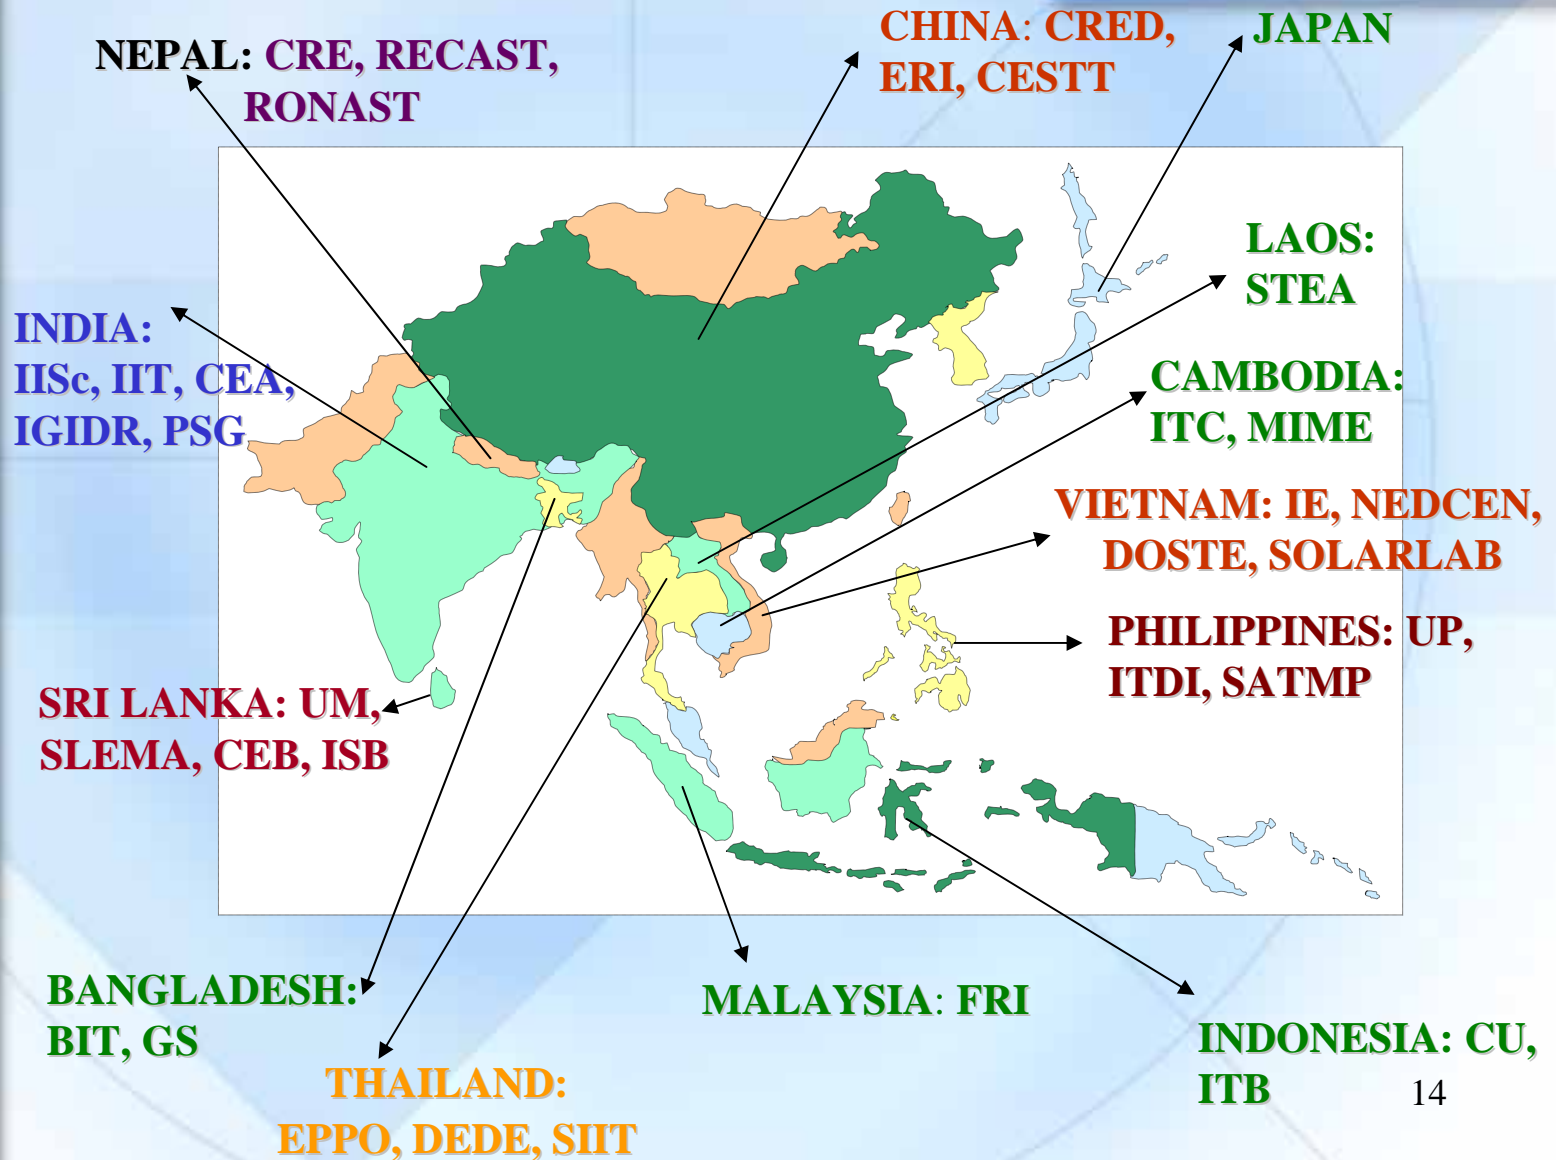 NEPAL: CRE, RECAST,
RONAST
CHINA: CRED,
ERI, CESTT
JAPAN
LAOS:
STEA
INDIA:
IISc, IIT, CEA,
IGIDR, PSG
CAMBODIA:
ITC, MIME
VIETNAM: IE, NEDCEN,
DOSTE, SOLARLAB
PHILIPPINES: UP,
ITDI, SATMP
SRI LANKA: UM,
SLEMA, CEB, ISB
BANGLADESH:
BIT, GS
MALAYSIA: FRI
INDONESIA: CU,
ITB
THAILAND:
EPPO, DEDE, SIIT
14